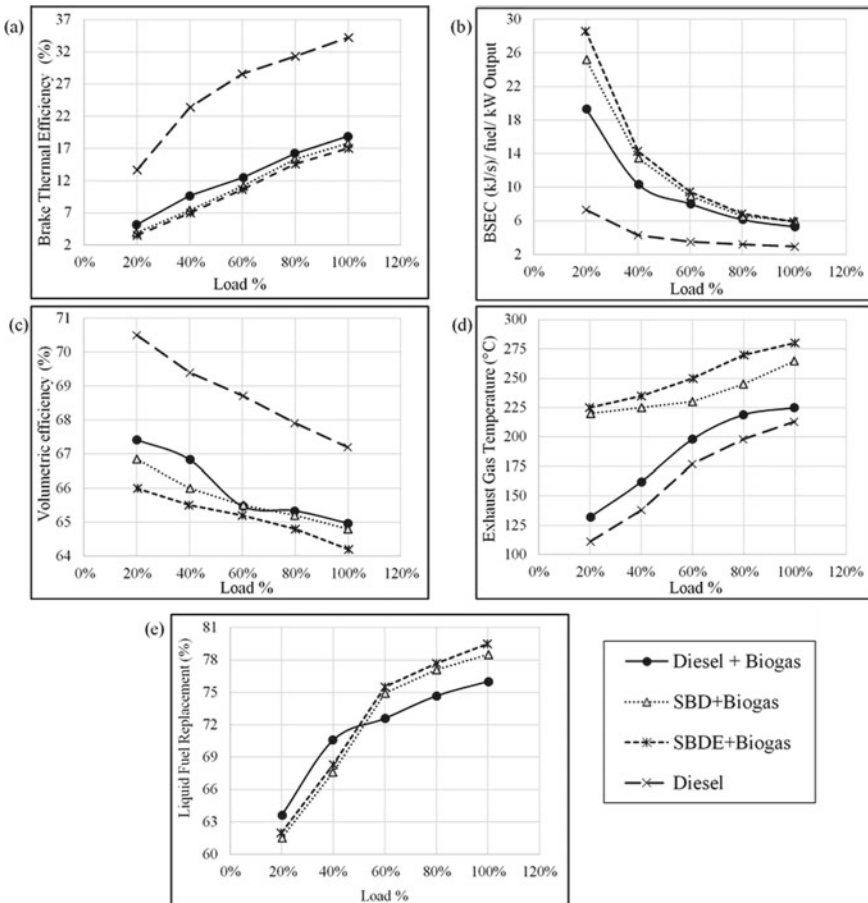 (a)
Brake Thermal Efficiency (%)
37
32
27
22
17
12
7
2
0% 20% 40% 60% 80% 100% 120%
Load %
(b)
BSEC (kJ/s)/ fuel/ kW Output
30
26
22
18
14
10
6
2
0% 20% 40% 60% 80% 100% 120%
Load %
(c)
Volumetric efficiency (%)
71
70
69
68
67
66
65
64
0% 20% 40% 60% 80% 100% 120%
Load %
(d)
Exhaust Gas Temperature (°C)
300
275
250
225
200
175
150
125
100
0% 20% 40% 60% 80% 100% 120%
Load %
(e)
Liquid Fuel Replacement (%)
81
78
75
72
69
66
63
60
0% 20% 40% 60% 80% 100% 120%
Load %
Diesel + Biogas
SBD+Biogas
SBDE+Biogas
Diesel